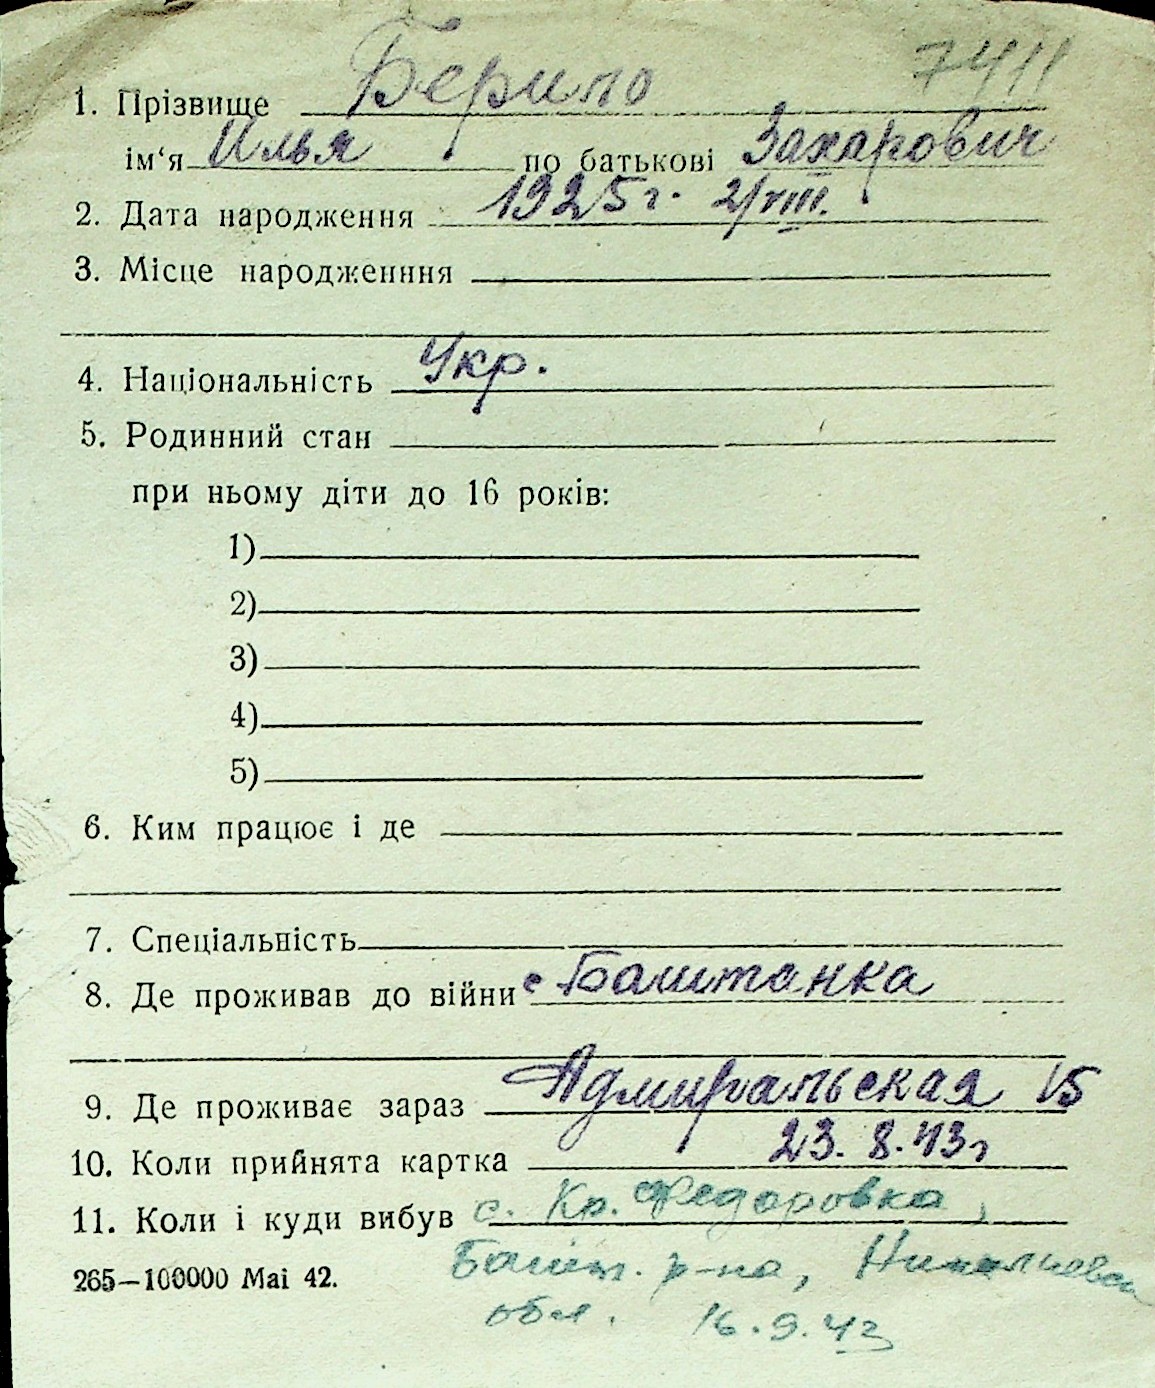 7411
1. Прізвище Берило
ім‘я Илья по батькові Захарович
2. Дата народження 1925 г. 2/VIII.
3. Місце народженння
4. Національність Укр.
5. Родинний стан
при ньому діти до 16 років:
1)
2)
3)
4)
5)
6. Ким працює і де
7. Спеціальність
8. Де проживав до війни с Баштанка
9. Де проживає зараз Адмиральская 15
10. Коли прийнята картка 23. 8. 43 г
11. Коли і куди вибув с. Кр. Федоровка,
Башт. р-на,
265—100000 Mai 42.
обл. 16.9.43